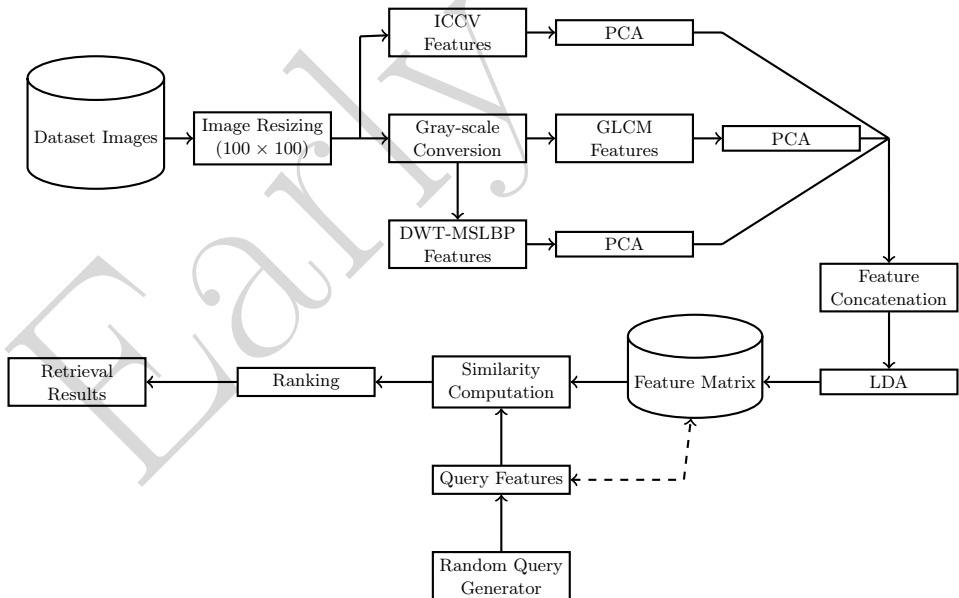 ICCV
Features
PCA
Dataset Images
Image Resizing
(100 × 100)
Gray-scale
Conversion
GLCM
Features
PCA
DWT-MSLBP
Features
PCA
Feature
Concatenation
Retrieval
Results
Ranking
Similarity
Computation
Feature Matrix
LDA
Query Features
Random Query
Generator
Early